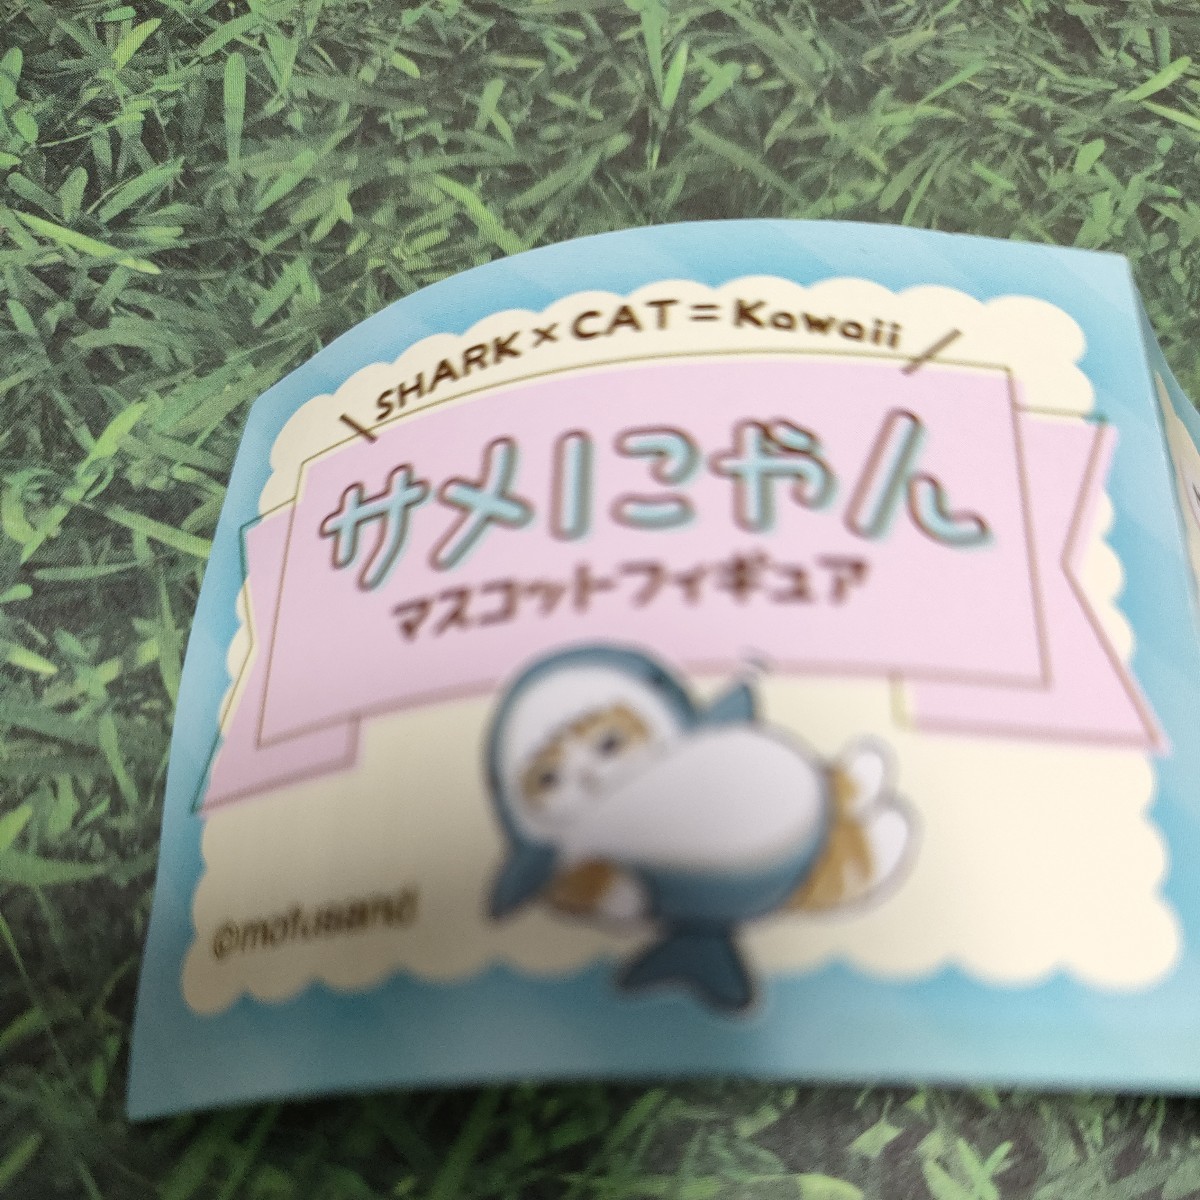 SHARK × CAT = Kawaii
サメにゃん
マスコットフィギュア
©mofusand